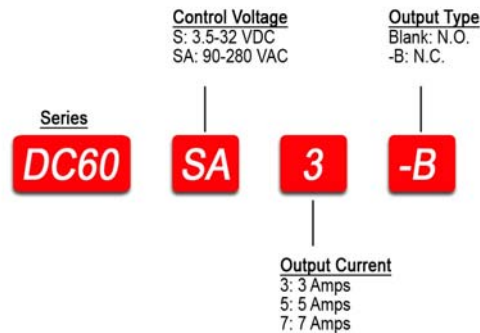 Control Voltage
S: 3.5-32 VDC
SA: 90-280 VAC
Output Type
Blank: N.O.
-B: N.C.
Series
DC60
SA
3
-B
Output Current
3: 3 Amps
5: 5 Amps
7: 7 Amps